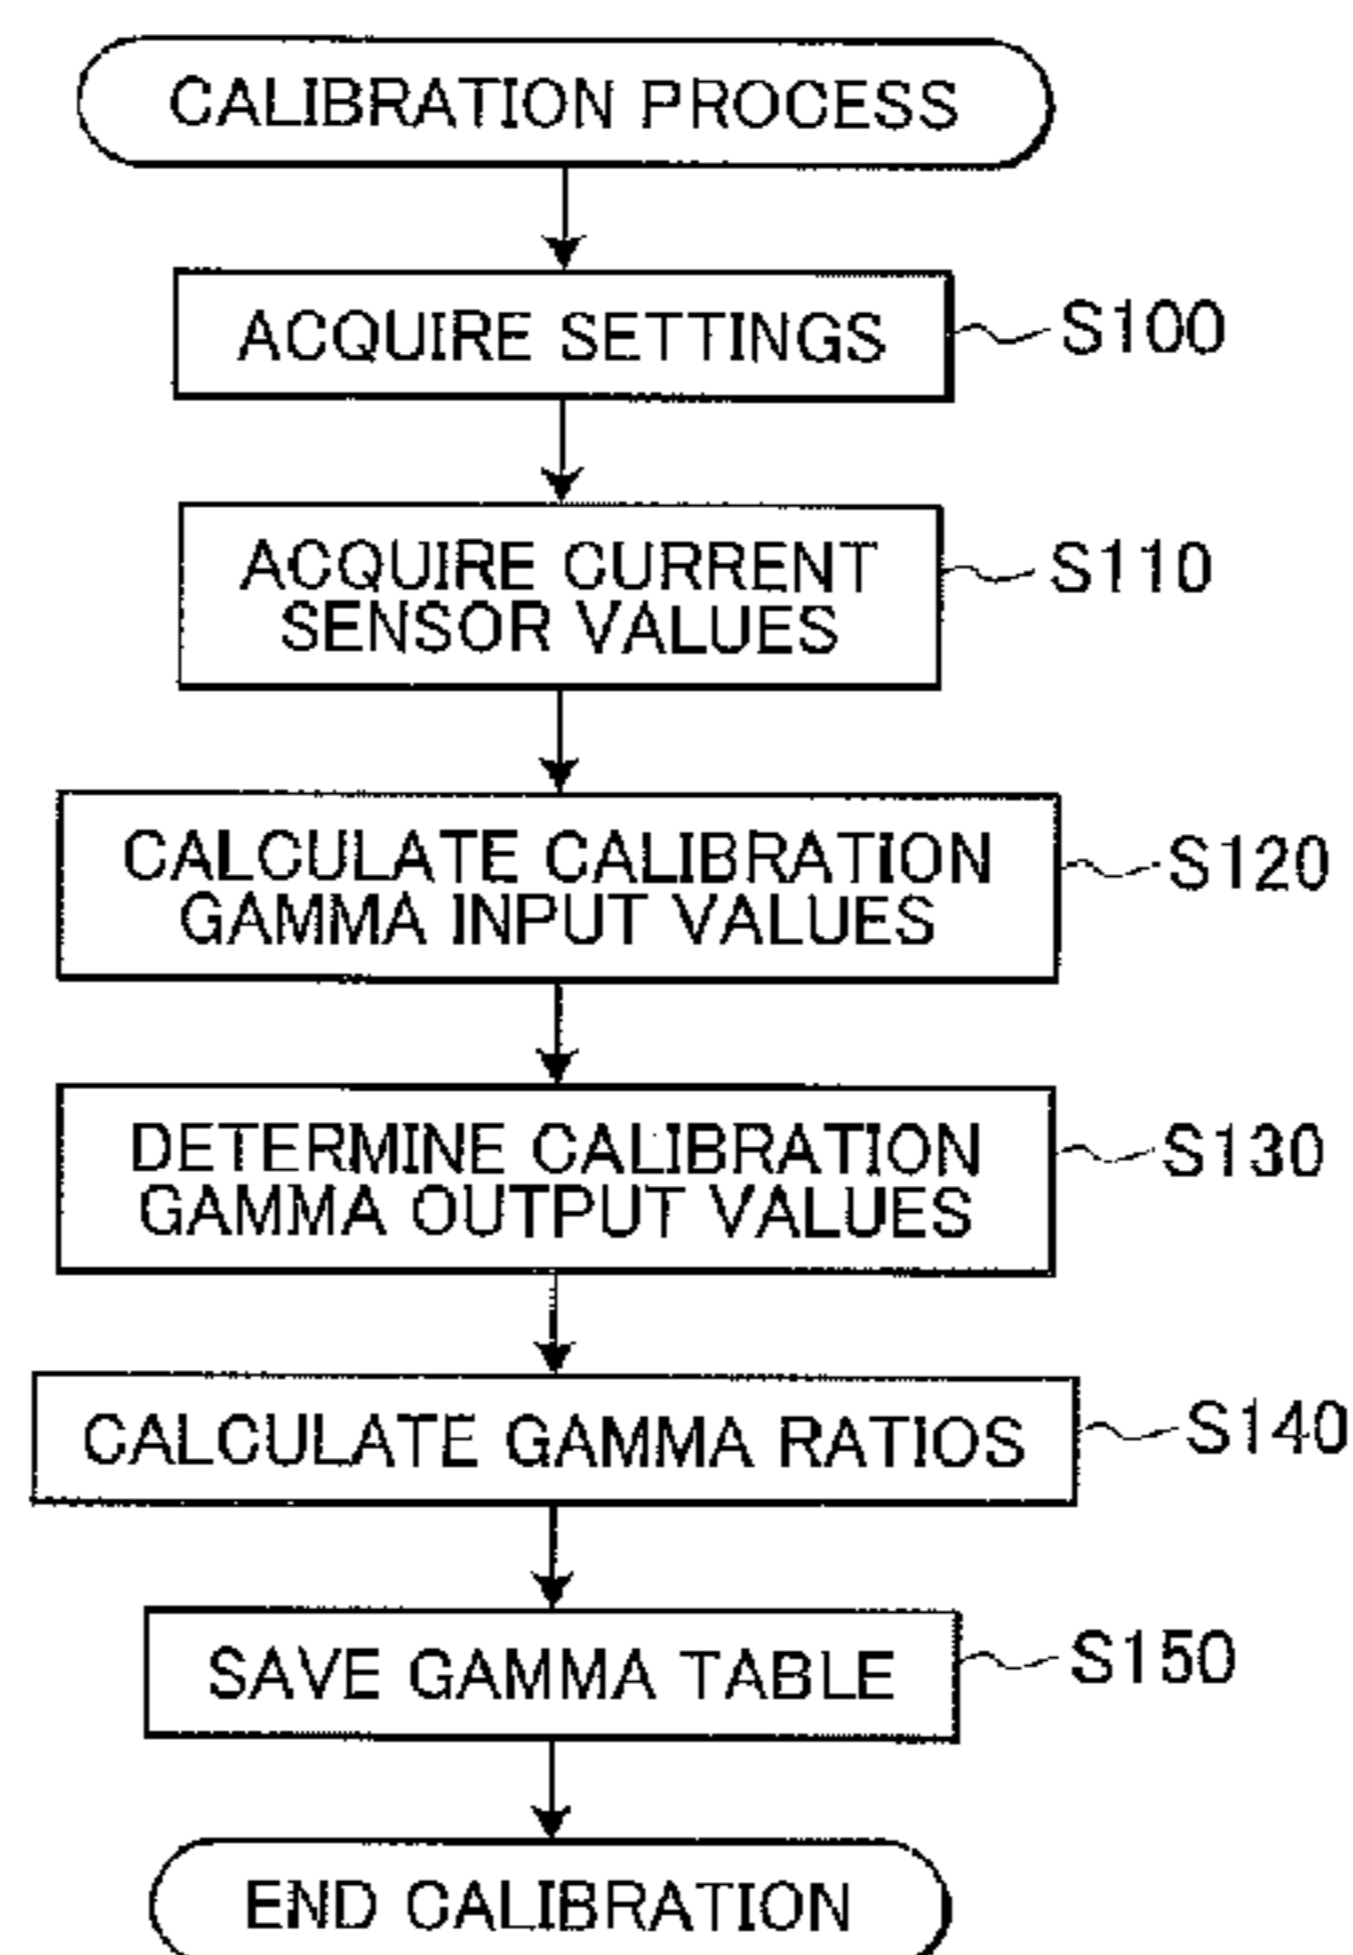 CALIBRATION PROCESS
ACQUIRE SETTINGS
S100
ACQUIRE CURRENT
SENSOR VALUES
S110
CALCULATE CALIBRATION
GAMMA INPUT VALUES
S120
DETERMINE CALIBRATION
GAMMA OUTPUT VALUES
S130
CALCULATE GAMMA RATIOS
S140
SAVE GAMMA TABLE
S150
END CALIBRATION